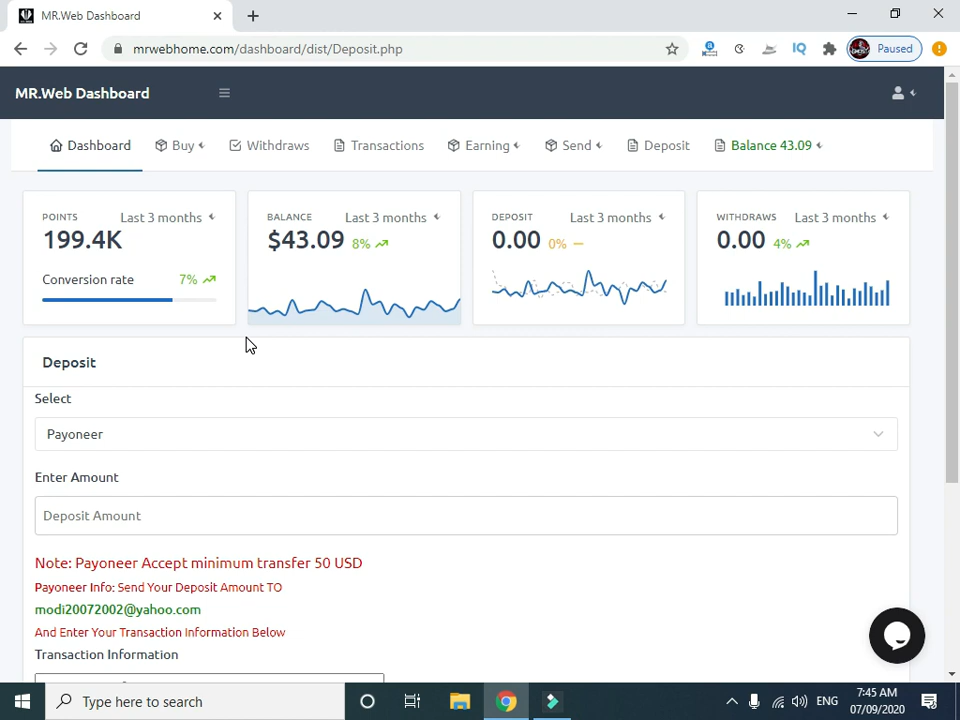 MR.Web Dashboard
mrwebhome.com/dashboard/dist/Deposit.php
IQ
Paused
MR.Web Dashboard
Dashboard
Buy
Withdraws
Transactions
Earning
Send
Deposit
Balance 43.09
POINTS
Last 3 months
199.4K
Conversion rate
7%
BALANCE
Last 3 months
$43.09
8%
DEPOSIT
Last 3 months
0.00
0%
WITHDRAWS
Last 3 months
0.00
4%
Deposit
Select
Payoneer
Enter Amount
Deposit Amount
Note: Payoneer Accept minimum transfer 50 USD
Payoneer Info: Send Your Deposit Amount TO
modi20072002@yahoo.com
And Enter Your Transaction Information Below
Transaction Information
Type here to search
ENG
7:45 AM
07/09/2020